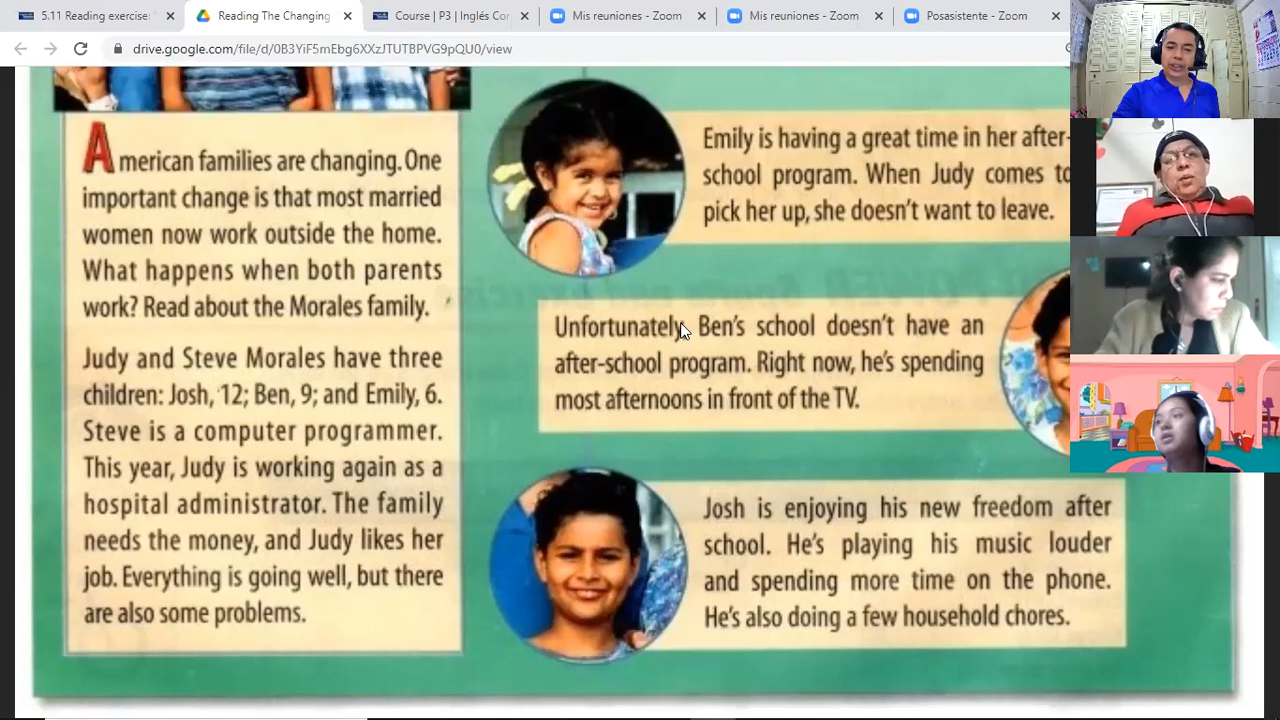 5.11 Reading exercise:
Reading The Changing
Course | P3 | Inglés Cor
Mis reuniones - Zoom
Mis reuniones - Zoom
Posasistente - Zoom
drive.google.com/file/d/0B3YiF5mEbg6XXzJTUTBPVG9pQ00/view
American families are changing. One
important change is that most married
women now work outside the home.
What happens when both parents
work? Read about the Morales family.
Judy and Steve Morales have three
children: Josh, 12; Ben, 9; and Emily, 6.
Steve is a computer programmer.
This year, Judy is working again as a
hospital administrator. The family
needs the money, and Judy likes her
job. Everything is going well, but there
are also some problems.
Emily is having a great time in her after-
school program. When Judy comes to
pick her up, she doesn't want to leave.
Unfortunately, Ben's school doesn't have an
after-school program. Right now, he's spending
most afternoons in front of the TV.
Josh is enjoying his new freedom after
school. He's playing his music louder
and spending more time on the phone.
He's also doing a few household chores.